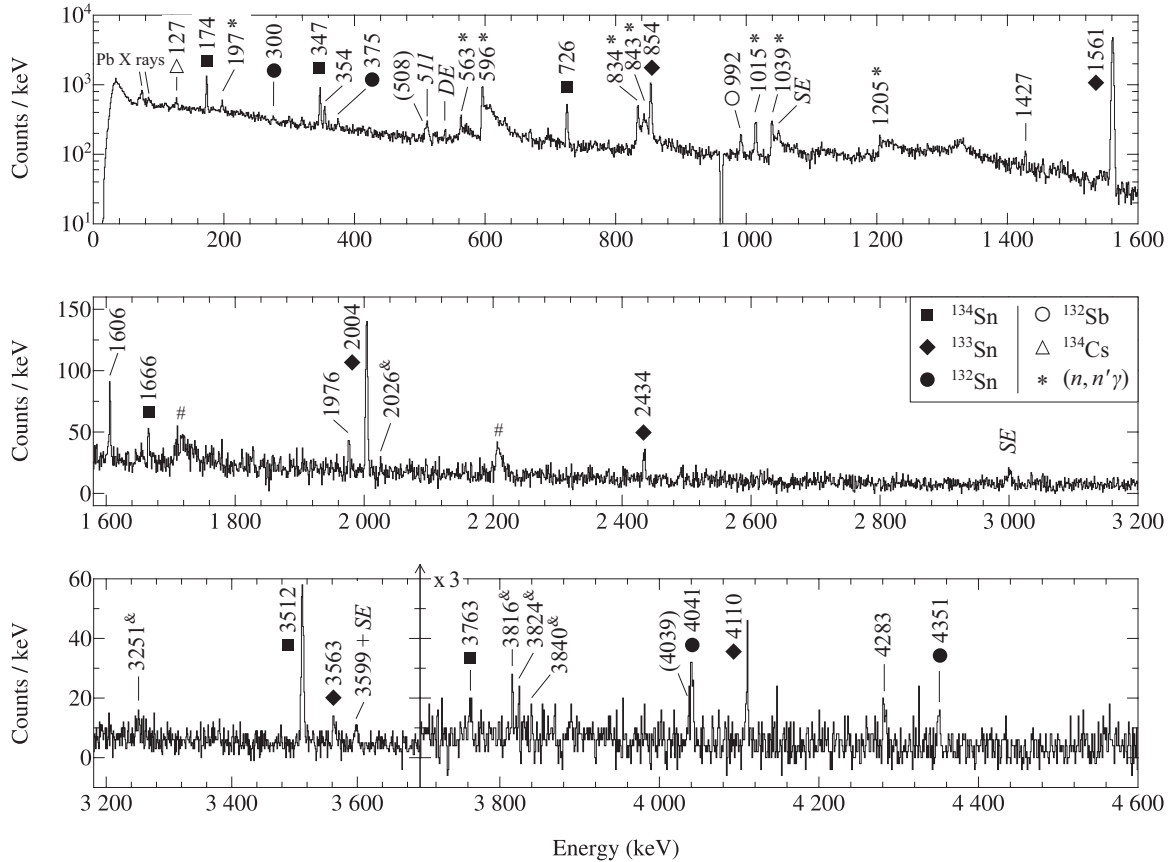 Counts / keV
10⁴
10³
10²
10¹
Pb X rays
127
174
197 *
300
347
354
375
(508)
511
DE
563 *
596 *
726
834 *
843 *
854
992
1015 *
1039 *
SE
1205 *
1427
1561
0 200 400 600 800 1 000 1 200 1 400 1 600
Counts / keV
150
100
50
0
1606
1666
#
1976
2004
2026&
#
2434
SE
¹³⁴Sn
¹³³Sn
¹³²Sn
¹³²Sb
¹³⁴Cs
* (n, n′γ)
1 600 1 800 2 000 2 200 2 400 2 600 2 800 3 000 3 200
Counts / keV
60
40
20
0
3251&
3512
3563
3599 + SE
x 3
3763
3816&
3824&
3840&
(4039)
4041
4110
4283
4351
3 200 3 400 3 600 3 800 4 000 4 200 4 400 4 600
Energy (keV)